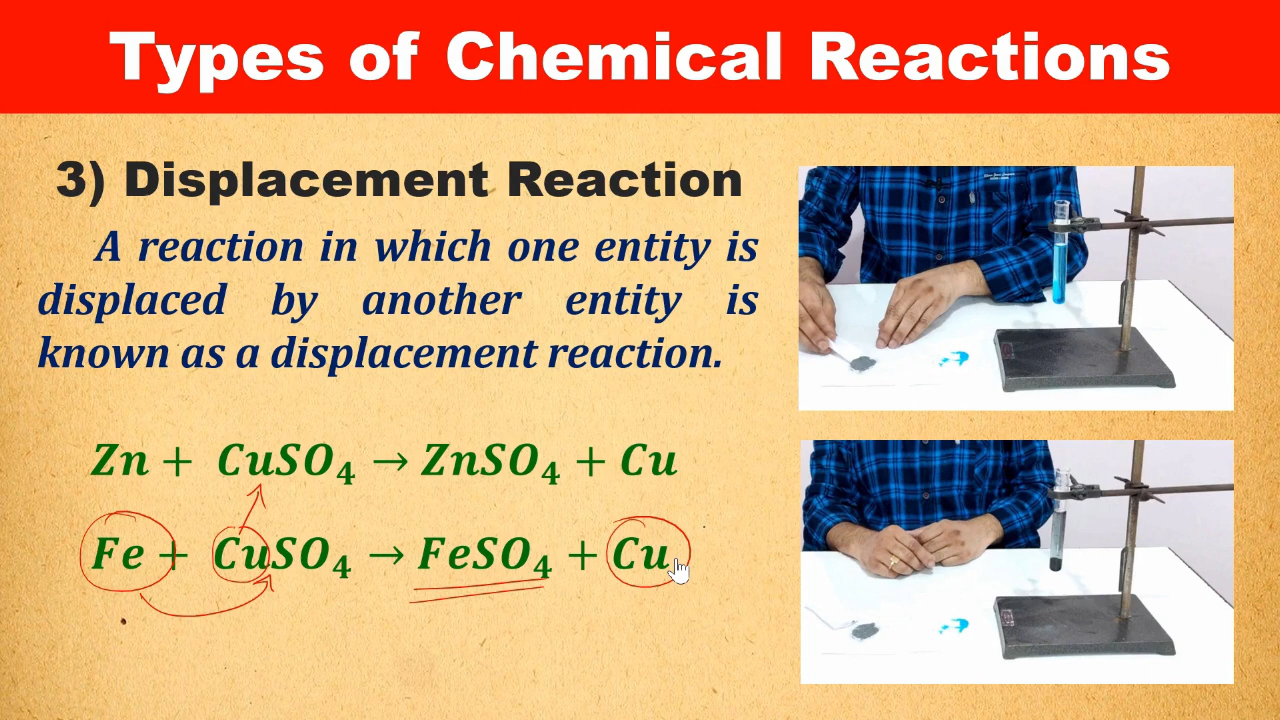 Types of Chemical Reactions
3) Displacement Reaction
A reaction in which one entity is
displaced by another entity is
known as a displacement reaction.
Zn + CuSO₄ → ZnSO₄ + Cu
Fe + CuSO₄ → FeSO₄ + Cu